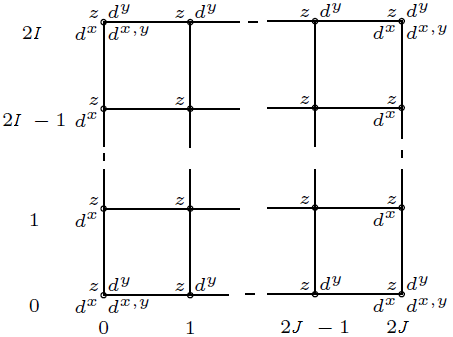 z d^y z d^y z d^y z d^y
2I d^x d^{x,y} d^x d^{x,y}
z z z z
2I − 1 d^x d^x
z z z z
1 d^x d^x
z d^y z d^y z d^y z d^y
0 d^x d^{x,y} d^x d^{x,y}
0 1 2J − 1 2J